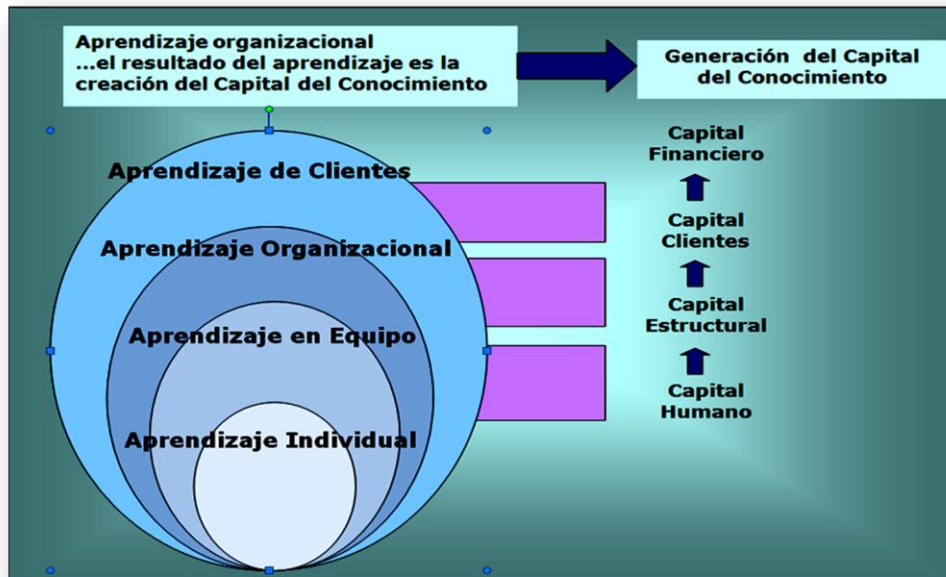 Aprendizaje organizacional
...el resultado del aprendizaje es la
creación del Capital del Conocimiento
Generación del Capital
del Conocimiento
Aprendizaje de Clientes
Aprendizaje Organizacional
Aprendizaje en Equipo
Aprendizaje Individual
Capital
Financiero
Capital
Clientes
Capital
Estructural
Capital
Humano